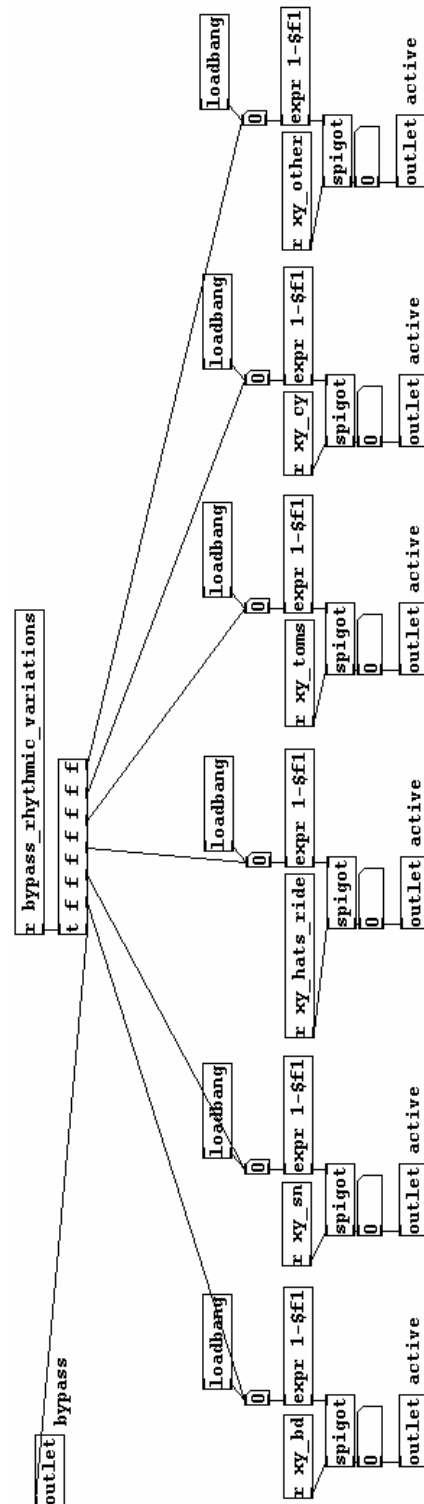 r bypass_rhythmic_variations
outlet
bypass
t f f f f f f f
loadbang
loadbang
loadbang
loadbang
loadbang
loadbang
0
0
0
0
0
0
r xy_bd
expr 1-$f1
r xy_sn
expr 1-$f1
r xy_hats_ride
expr 1-$f1
r xy_toms
expr 1-$f1
r xy_cy
expr 1-$f1
r xy_other
expr 1-$f1
spigot
spigot
spigot
spigot
spigot
spigot
0
0
0
0
0
0
outlet active
outlet active
outlet active
outlet active
outlet active
outlet active